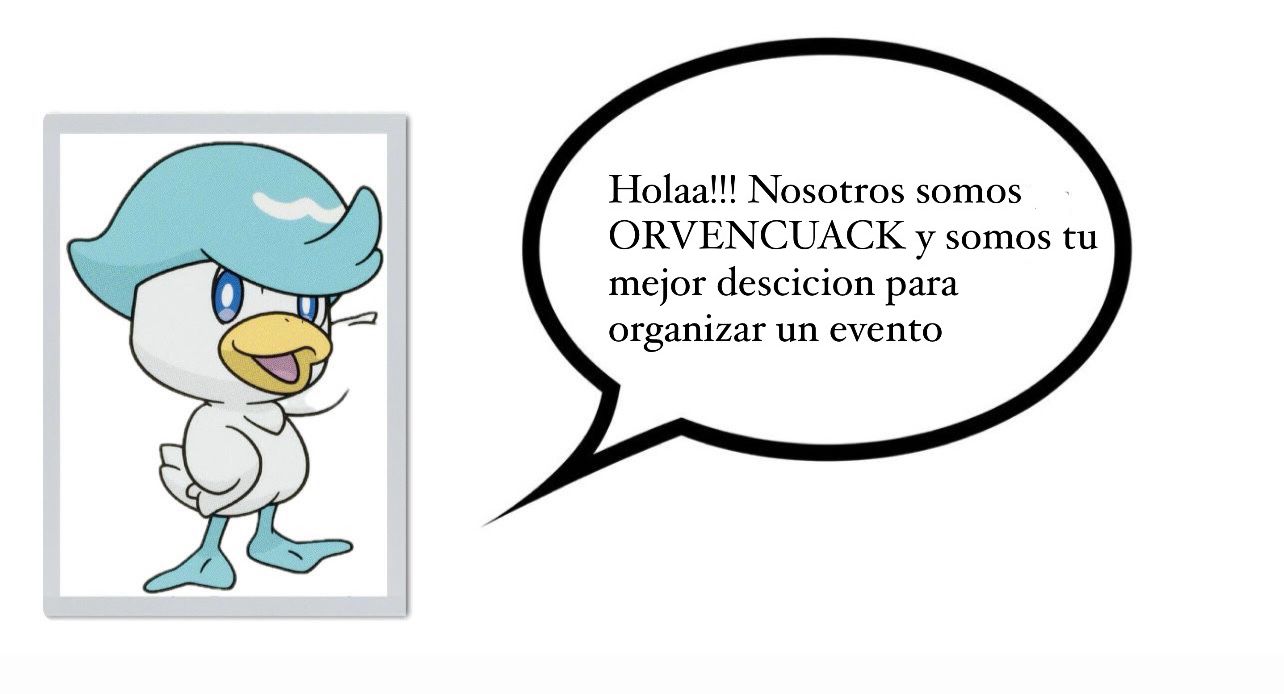 Holaa!!! Nosotros somos
ORVENCUACK y somos tu
mejor descicion para
organizar un evento